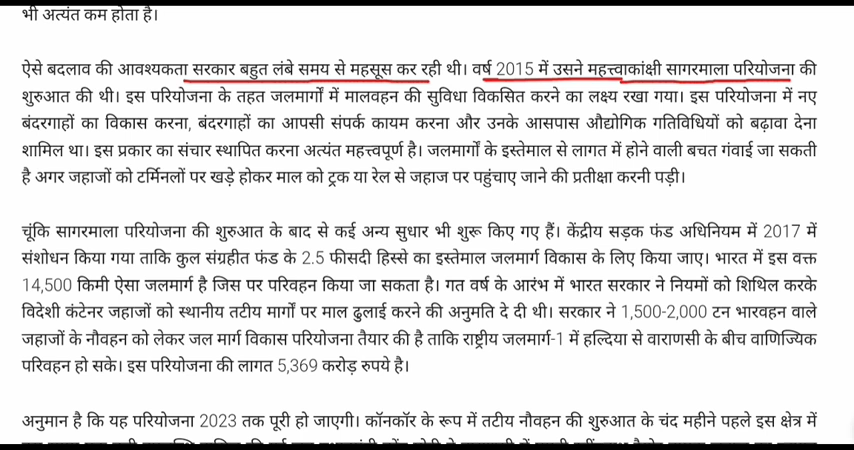 भी अत्यंत कम होता है।
ऐसे बदलाव की आवश्यकता सरकार बहुत लंबे समय से महसूस कर रही थी। वर्ष 2015 में उसने महत्त्वाकांक्षी सागरमाला परियोजना की
शुरुआत की थी। इस परियोजना के तहत जलमार्गों में मालवहन की सुविधा विकसित करने का लक्ष्य रखा गया। इस परियोजना में नए
बंदरगाहों का विकास करना, बंदरगाहों का आपसी संपर्क कायम करना और उनके आसपास औद्योगिक गतिविधियों को बढ़ावा देना
शामिल था। इस प्रकार का संचार स्थापित करना अत्यंत महत्त्वपूर्ण है। जलमार्गों के इस्तेमाल से लागत में होने वाली बचत गंवाई जा सकती
है अगर जहाजों को टर्मिनलों पर खड़े होकर माल को ट्रक या रेल से जहाज पर पहुंचाए जाने की प्रतीक्षा करनी पड़ी।
चूंकि सागरमाला परियोजना की शुरुआत के बाद से कई अन्य सुधार भी शुरू किए गए हैं। केंद्रीय सड़क फंड अधिनियम में 2017 में
संशोधन किया गया ताकि कुल संग्रहीत फंड के 2.5 फीसदी हिस्से का इस्तेमाल जलमार्ग विकास के लिए किया जाए। भारत में इस वक्त
14,500 किमी ऐसा जलमार्ग है जिस पर परिवहन किया जा सकता है। गत वर्ष के आरंभ में भारत सरकार ने नियमों को शिथिल करके
विदेशी कंटेनर जहाजों को स्थानीय तटीय मार्गों पर माल ढुलाई करने की अनुमति दे दी थी। सरकार ने 1,500-2,000 टन भारवहन वाले
जहाजों के नौवहन को लेकर जल मार्ग विकास परियोजना तैयार की है ताकि राष्ट्रीय जलमार्ग-1 में हल्दिया से वाराणसी के बीच वाणिज्यिक
परिवहन हो सके। इस परियोजना की लागत 5,369 करोड़ रुपये है।
अनुमान है कि यह परियोजना 2023 तक पूरी हो जाएगी। कॉनकॉर के रूप में तटीय नौवहन की शुरुआत के चंद महीने पहले इस क्षेत्र में